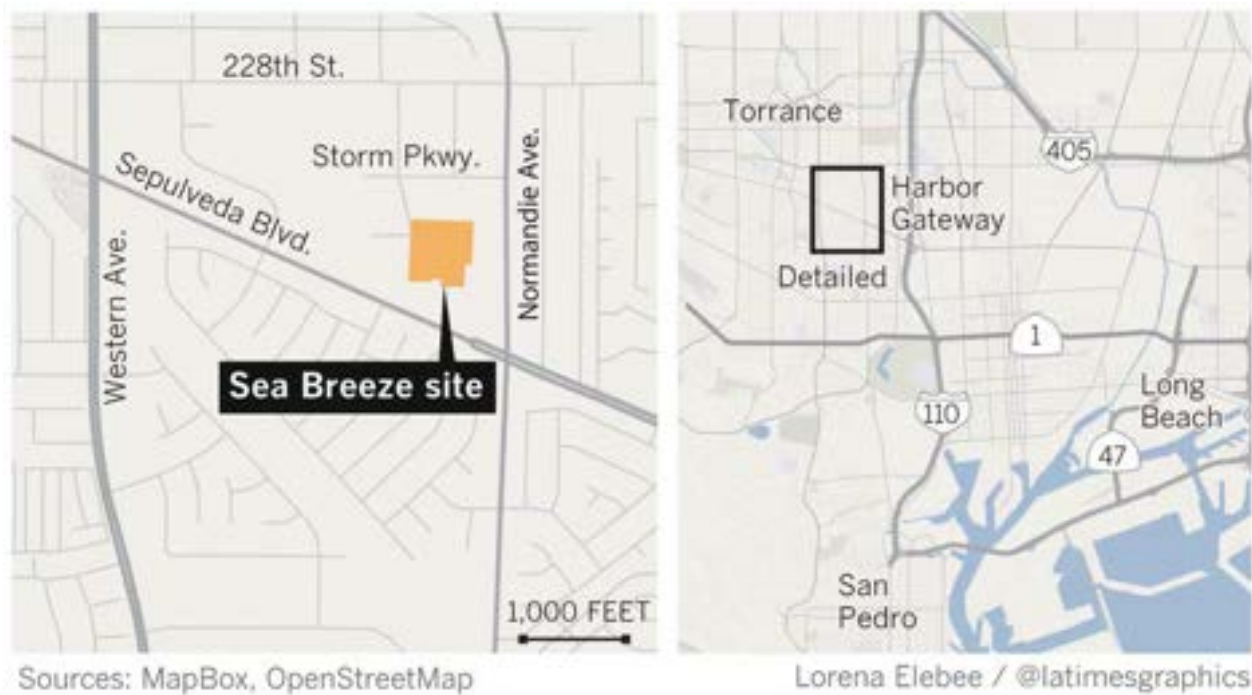 228th St.
Storm Pkwy.
Sepulveda Blvd.
Western Ave.
Normandie Ave.
Sea Breeze site
1,000 FEET
Torrance
405
Harbor
Gateway
Detailed
1
Long
Beach
110
47
San
Pedro
Sources: MapBox, OpenStreetMap
Lorena Elebee / @latimesgraphics